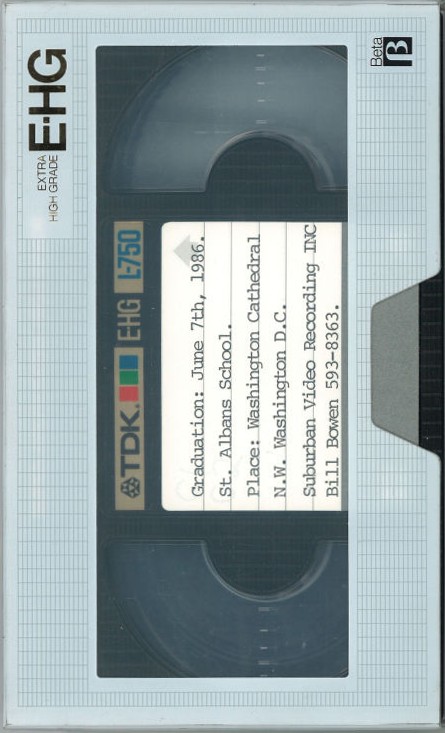 EXTRA
HIGH GRADE
E-HG
Beta
β
TDK. EHG L-750
Graduation: June 7th, 1986.
St. Albans School.
Place: Washington Cathedral
N.W. Washington D.C.
Suburban Video Recording INC
Bill Bowen 593-8363.